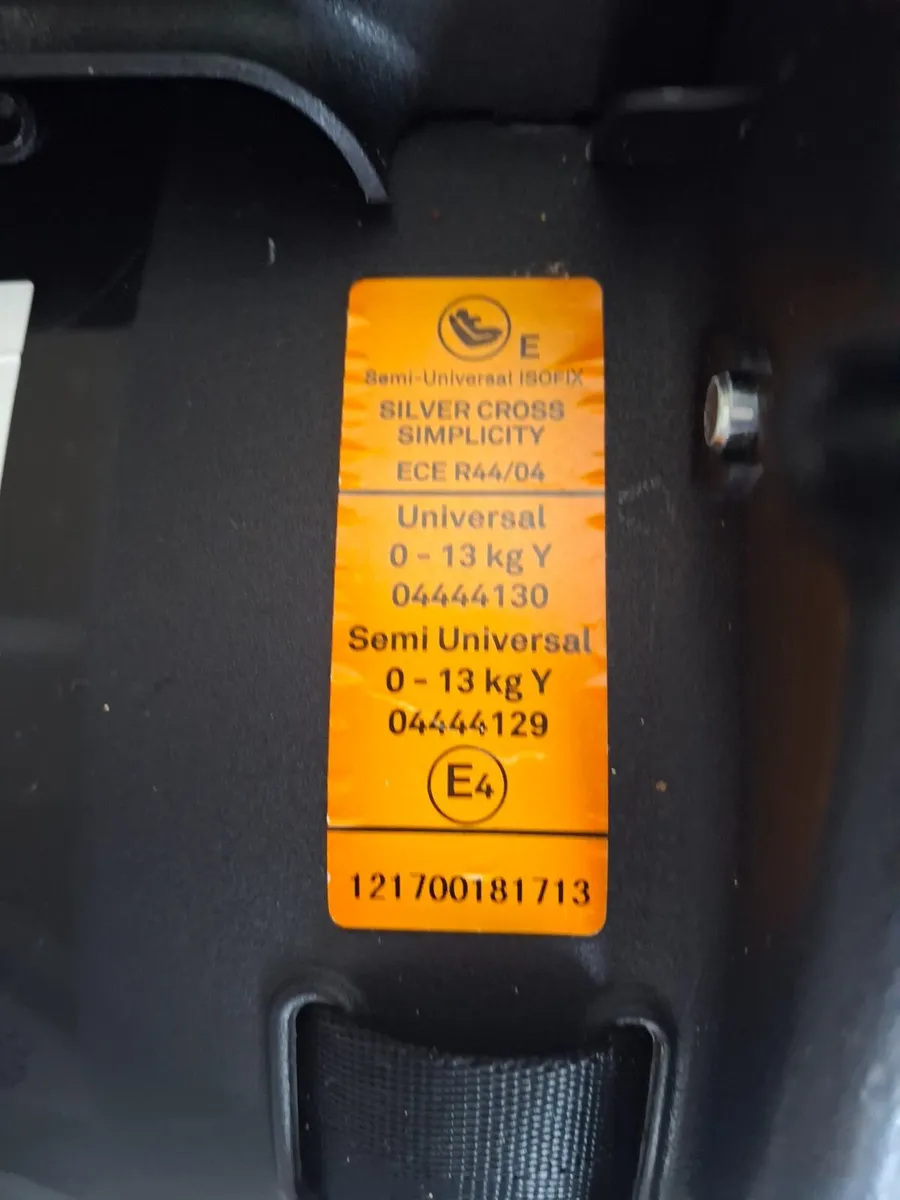 E
Semi-Universal ISOFIX
SILVER CROSS
SIMPLICITY
ECE R44/04
Universal
0 - 13 kg Y
04444130
Semi Universal
0 - 13 kg Y
04444129
E4
121700181713